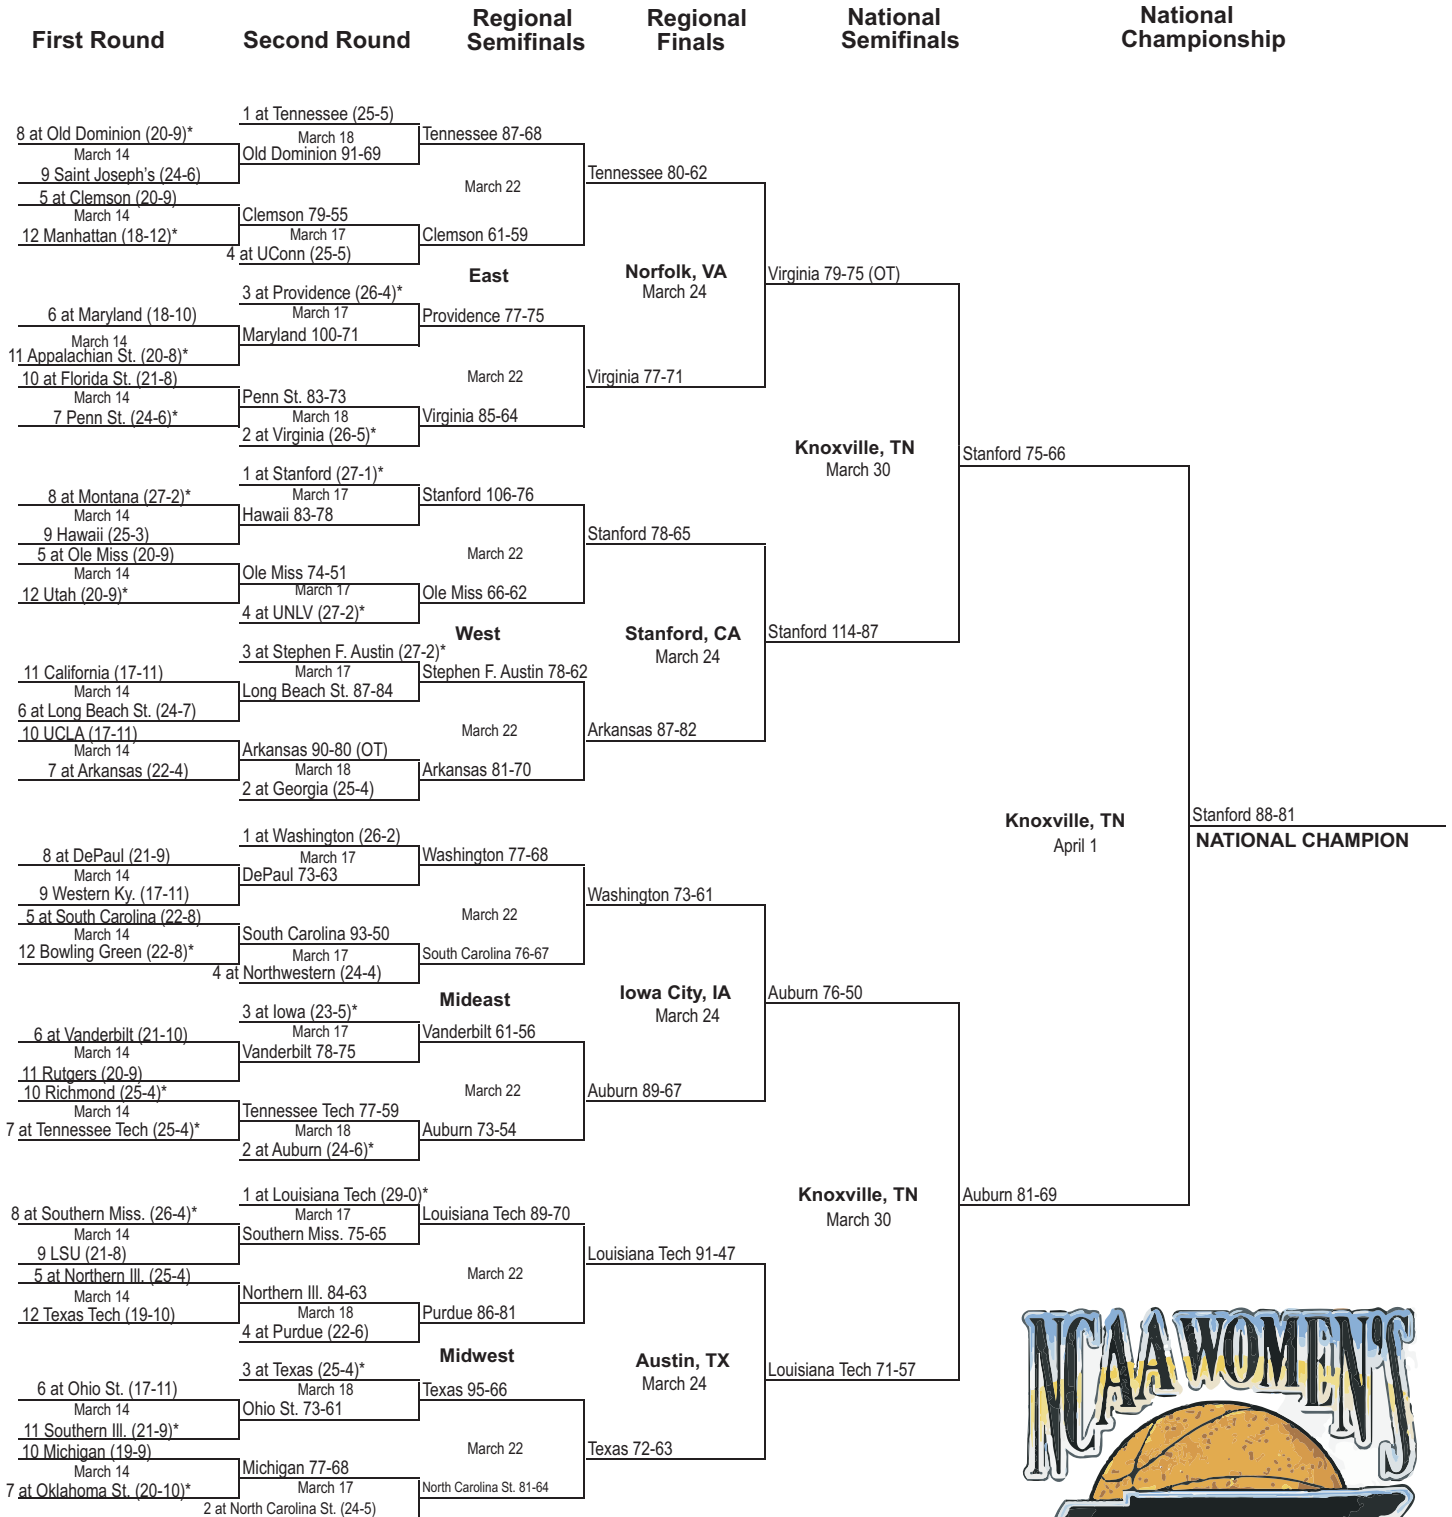 First Round
Second Round
Regional
Semifinals
Regional
Finals
National
Semifinals
National
Championship
1 at Tennessee (25-5)
8 at Old Dominion (20-9)*
March 18
Tennessee 87-68
March 14
Old Dominion 91-69
9 Saint Joseph's (24-6)
March 22
Tennessee 80-62
5 at Clemson (20-9)
March 14
Clemson 79-55
12 Manhattan (18-12)*
March 17
Clemson 61-59
4 at UConn (25-5)
East
Norfolk, VA
March 24
Virginia 79-75 (OT)
3 at Providence (26-4)*
6 at Maryland (18-10)
March 17
Providence 77-75
March 14
Maryland 100-71
11 Appalachian St. (20-8)*
10 at Florida St. (21-8)
March 22
Virginia 77-71
March 14
Penn St. 83-73
7 Penn St. (24-6)*
March 18
Virginia 85-64
2 at Virginia (26-5)*
Knoxville, TN
March 30
Stanford 75-66
1 at Stanford (27-1)*
8 at Montana (27-2)*
March 17
Stanford 106-76
March 14
Hawaii 83-78
9 Hawaii (25-3)
Stanford 78-65
5 at Ole Miss (20-9)
March 22
March 14
Ole Miss 74-51
12 Utah (20-9)*
March 17
Ole Miss 66-62
4 at UNLV (27-2)*
West
Stanford, CA
March 24
Stanford 114-87
3 at Stephen F. Austin (27-2)*
11 California (17-11)
March 17
Stephen F. Austin 78-62
March 14
Long Beach St. 87-84
6 at Long Beach St. (24-7)
10 UCLA (17-11)
March 22
Arkansas 87-82
March 14
Arkansas 90-80 (OT)
7 at Arkansas (22-4)
March 18
Arkansas 81-70
2 at Georgia (25-4)
Knoxville, TN
April 1
Stanford 88-81
NATIONAL CHAMPION
1 at Washington (26-2)
8 at DePaul (21-9)
March 17
Washington 77-68
March 14
DePaul 73-63
9 Western Ky. (17-11)
Washington 73-61
5 at South Carolina (22-8)
March 22
March 14
South Carolina 93-50
12 Bowling Green (22-8)*
March 17
South Carolina 76-67
4 at Northwestern (24-4)
Mideast
Iowa City, IA
March 24
Auburn 76-50
3 at Iowa (23-5)*
6 at Vanderbilt (21-10)
March 17
Vanderbilt 61-56
March 14
Vanderbilt 78-75
11 Rutgers (20-9)
10 Richmond (25-4)*
March 22
Auburn 89-67
March 14
Tennessee Tech 77-59
7 at Tennessee Tech (25-4)*
March 18
Auburn 73-54
2 at Auburn (24-6)*
Knoxville, TN
March 30
Auburn 81-69
1 at Louisiana Tech (29-0)*
8 at Southern Miss. (26-4)*
March 17
Louisiana Tech 89-70
March 14
Southern Miss. 75-65
9 LSU (21-8)
Louisiana Tech 91-47
5 at Northern Ill. (25-4)
March 22
March 14
Northern Ill. 84-63
12 Texas Tech (19-10)
March 18
Purdue 86-81
4 at Purdue (22-6)
Midwest
Austin, TX
March 24
Louisiana Tech 71-57
3 at Texas (25-4)*
6 at Ohio St. (17-11)
March 18
Texas 95-66
March 14
Ohio St. 73-61
11 Southern Ill. (21-9)*
10 Michigan (19-9)
March 22
Texas 72-63
March 14
Michigan 77-68
7 at Oklahoma St. (20-10)*
March 17
North Carolina St. 81-64
2 at North Carolina St. (24-5)
NCAA WOMEN'S